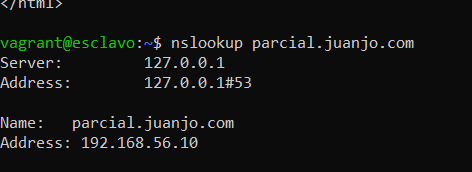 </html>
vagrant@esclavo:~$ nslookup parcial.juanjo.com
Server:         127.0.0.1
Address:        127.0.0.1#53
Name:   parcial.juanjo.com
Address: 192.168.56.10